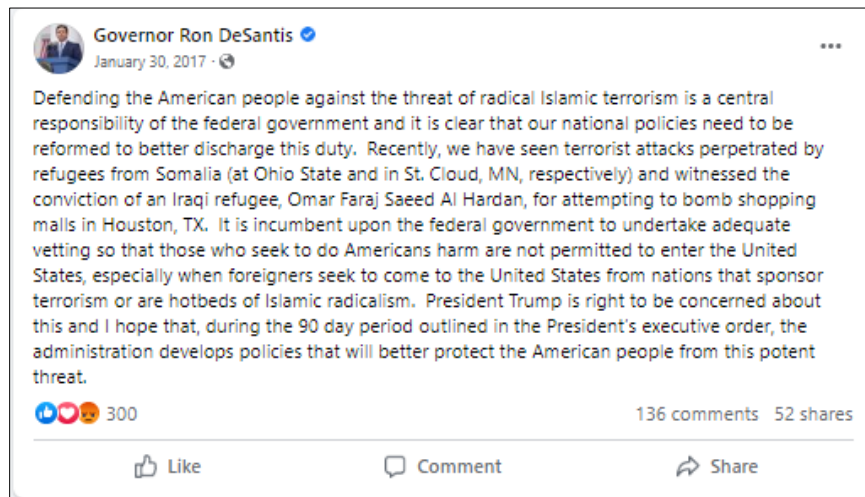 Governor Ron DeSantis
January 30, 2017 ·
Defending the American people against the threat of radical Islamic terrorism is a central
responsibility of the federal government and it is clear that our national policies need to be
reformed to better discharge this duty.  Recently, we have seen terrorist attacks perpetrated by
refugees from Somalia (at Ohio State and in St. Cloud, MN, respectively) and witnessed the
conviction of an Iraqi refugee, Omar Faraj Saeed Al Hardan, for attempting to bomb shopping
malls in Houston, TX.  It is incumbent upon the federal government to undertake adequate
vetting so that those who seek to do Americans harm are not permitted to enter the United
States, especially when foreigners seek to come to the United States from nations that sponsor
terrorism or are hotbeds of Islamic radicalism.  President Trump is right to be concerned about
this and I hope that, during the 90 day period outlined in the President's executive order, the
administration develops policies that will better protect the American people from this potent
threat.
300 136 comments 52 shares
Like Comment Share